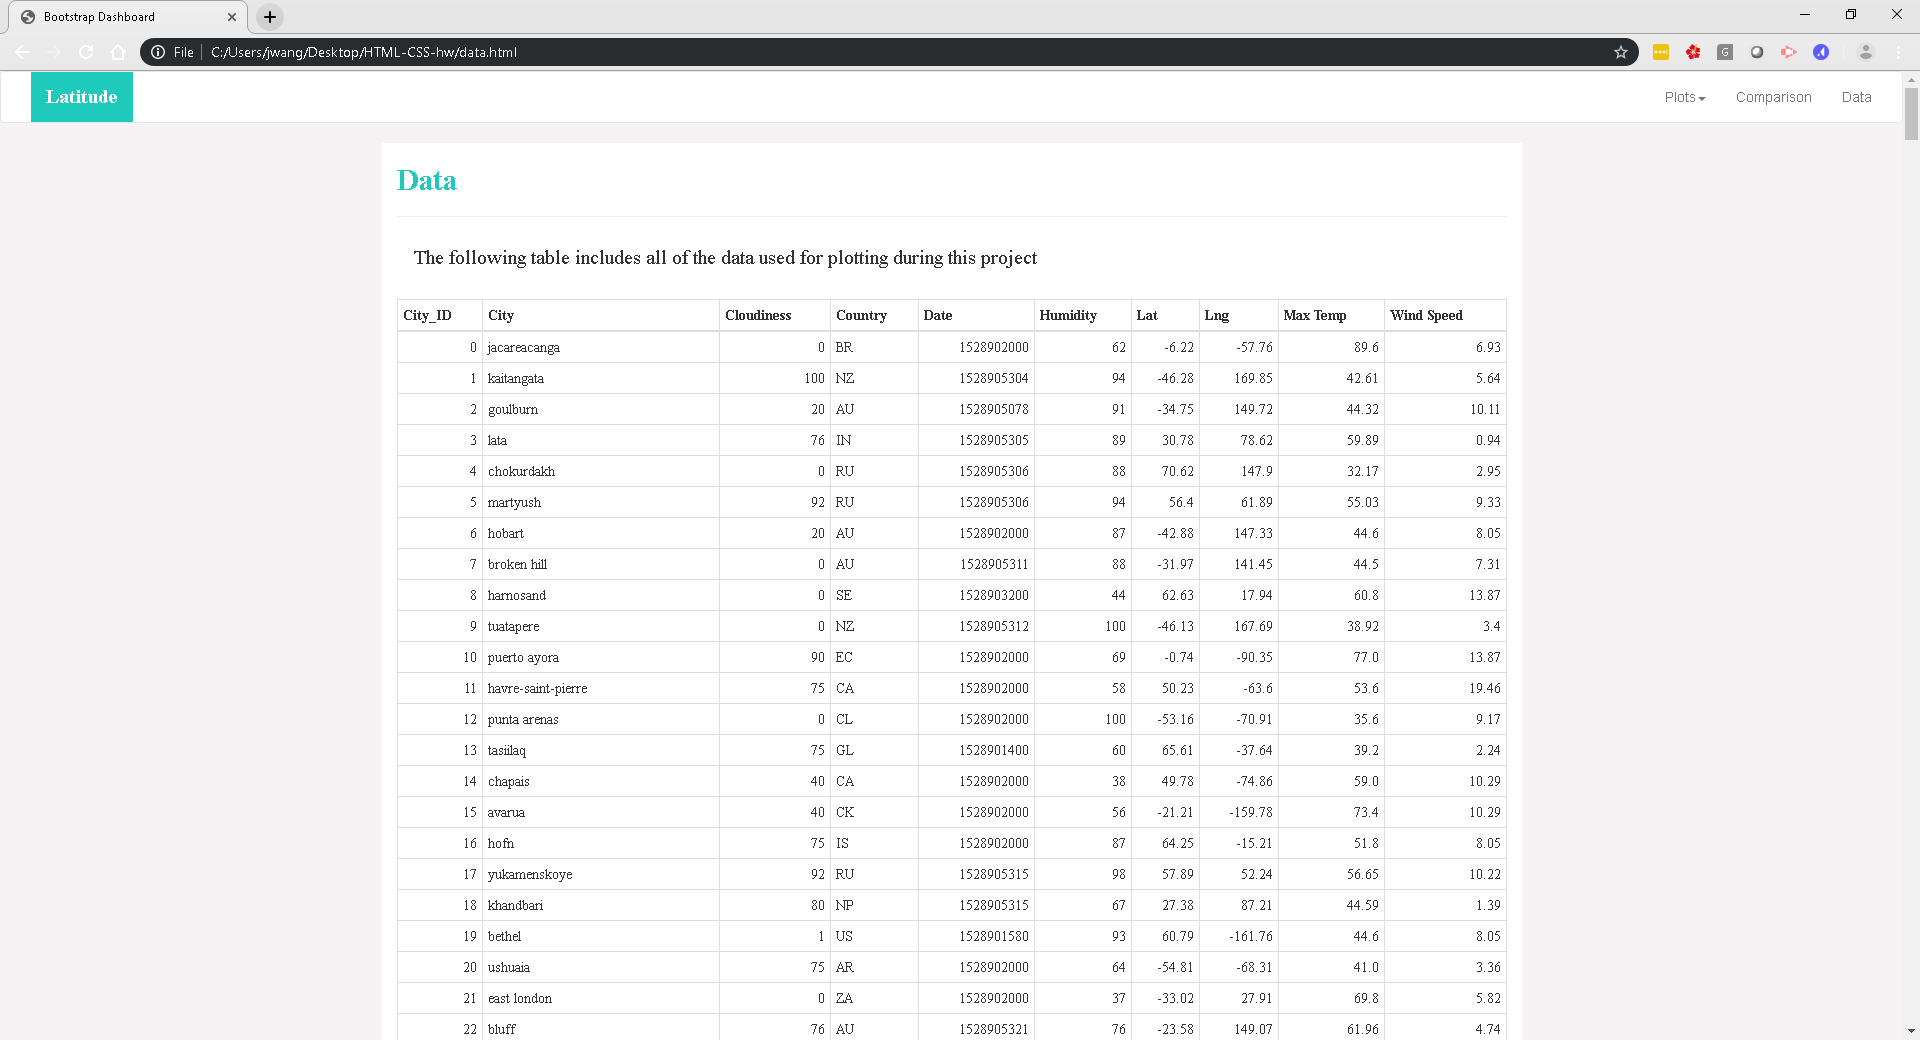 Bootstrap Dashboard
File C:/Users/jwang/Desktop/HTML-CSS-hw/data.html
Latitude Plots Comparison Data
Data
The following table includes all of the data used for plotting during this project
City_ID City Cloudiness Country Date Humidity Lat Lng Max Temp Wind Speed
0 jacareacanga 0 BR 1528902000 62 -6.22 -57.76 89.6 6.93
1 kaitangata 100 NZ 1528905304 94 -46.28 169.85 42.61 5.64
2 goulburn 20 AU 1528905078 91 -34.75 149.72 44.32 10.11
3 lata 76 IN 1528905305 89 30.78 78.62 59.89 0.94
4 chokurdakh 0 RU 1528905306 88 70.62 147.9 32.17 2.95
5 martyush 92 RU 1528905306 94 56.4 61.89 55.03 9.33
6 hobart 20 AU 1528902000 87 -42.88 147.33 44.6 8.05
7 broken hill 0 AU 1528905311 88 -31.97 141.45 44.5 7.31
8 harnosand 0 SE 1528903200 44 62.63 17.94 60.8 13.87
9 tuatapere 0 NZ 1528905312 100 -46.13 167.69 38.92 3.4
10 puerto ayora 90 EC 1528902000 69 -0.74 -90.35 77.0 13.87
11 havre-saint-pierre 75 CA 1528902000 58 50.23 -63.6 53.6 19.46
12 punta arenas 0 CL 1528902000 100 -53.16 -70.91 35.6 9.17
13 tasiilaq 75 GL 1528901400 60 65.61 -37.64 39.2 2.24
14 chapais 40 CA 1528902000 38 49.78 -74.86 59.0 10.29
15 avarua 40 CK 1528902000 56 -21.21 -159.78 73.4 10.29
16 hofn 75 IS 1528902000 87 64.25 -15.21 51.8 8.05
17 yukamenskoye 92 RU 1528905315 98 57.89 52.24 56.65 10.22
18 khandbari 80 NP 1528905315 67 27.38 87.21 44.59 1.39
19 bethel 1 US 1528901580 93 60.79 -161.76 44.6 8.05
20 ushuaia 75 AR 1528902000 64 -54.81 -68.31 41.0 3.36
21 east london 0 ZA 1528902000 37 -33.02 27.91 69.8 5.82
22 bluff 76 AU 1528905321 76 -23.58 149.07 61.96 4.74